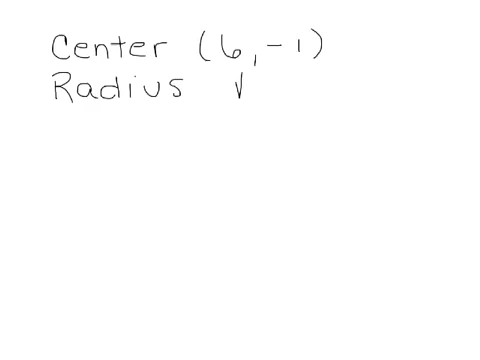 Center (6, -1)
Radius √